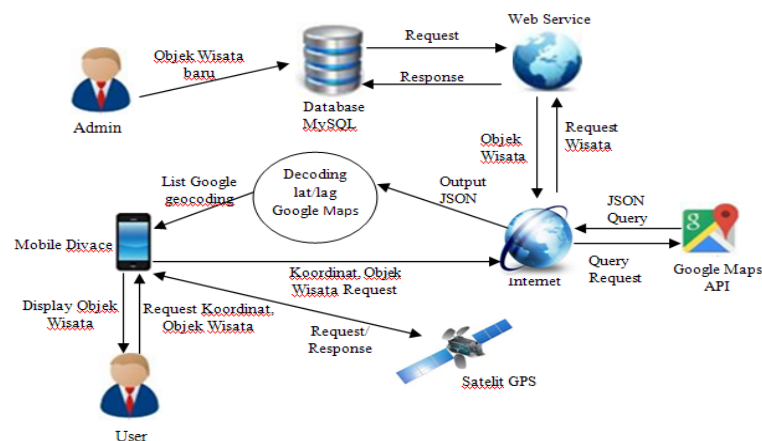 Web Service
Request
Objek Wisata
baru
Response
Admin
Database
MySQL
Objek
Wisata
Request
Wisata
List Google
geocoding
Decoding
lat/lag
Google Maps
Output
JSON
JSON
Query
g
Mobile Divace
Koordinat, Objek
Wisata Request
Internet
Query
Request
Google Maps
API
Display Objek
Wisata
Request Koordinat,
Objek Wisata
Request/
Response
Satelit GPS
User